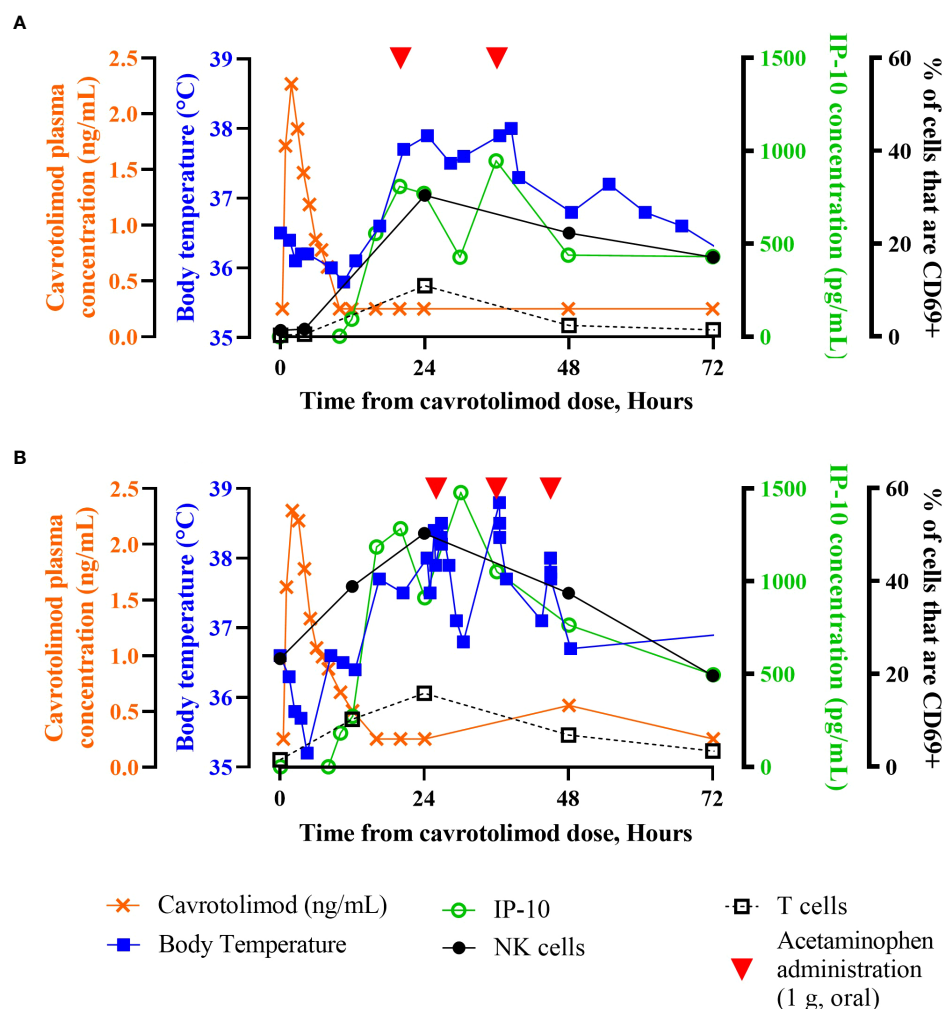 A
Cavrotolimod plasma
concentration (ng/mL)
2.5
2.0
1.5
1.0
0.5
0.0
Body temperature (°C)
39
38
37
36
35
IP-10 concentration (pg/mL)
1500
1000
500
0
% of cells that are CD69+
60
40
20
0
0 24 48 72
Time from cavrotolimod dose, Hours
B
Cavrotolimod plasma
concentration (ng/mL)
2.5
2.0
1.5
1.0
0.5
0.0
Body temperature (°C)
39
38
37
36
35
IP-10 concentration (pg/mL)
1500
1000
500
0
% of cells that are CD69+
60
40
20
0
0 24 48 72
Time from cavrotolimod dose, Hours
Cavrotolimod (ng/mL)
Body Temperature
IP-10
NK cells
T cells
Acetaminophen
administration
(1 g, oral)